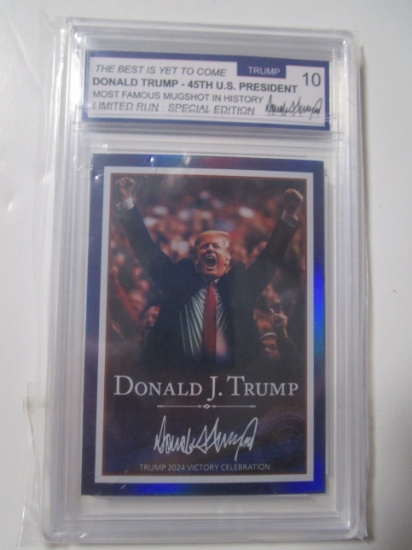 THE BEST IS YET TO COME
TRUMP
10
DONALD TRUMP - 45TH U.S. PRESIDENT
MOST FAMOUS MUGSHOT IN HISTORY
LIMITED RUN - SPECIAL EDITION
DONALD J. TRUMP
TRUMP 2024 VICTORY CELEBRATION